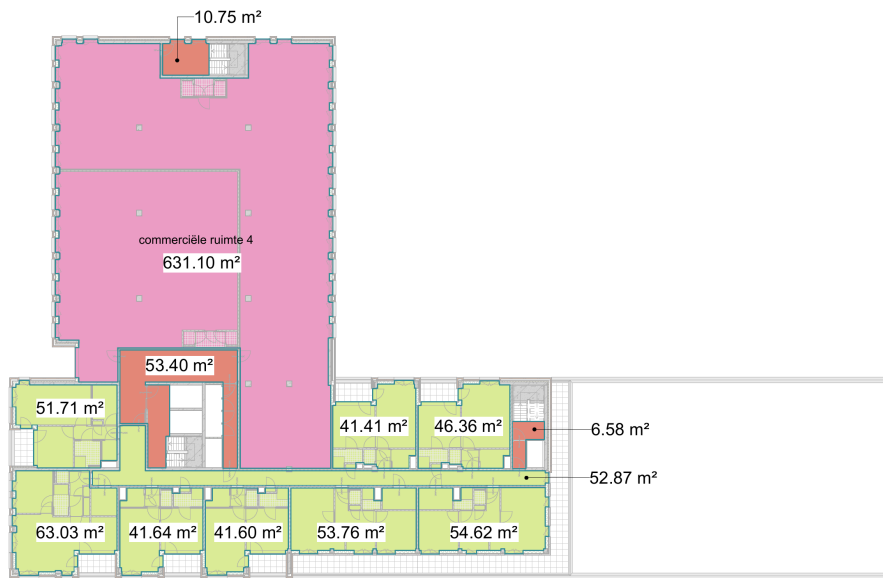 10.75 m²
commerciële ruimte 4
631.10 m²
53.40 m²
51.71 m²
41.41 m²
46.36 m²
6.58 m²
52.87 m²
63.03 m²
41.64 m²
41.60 m²
53.76 m²
54.62 m²